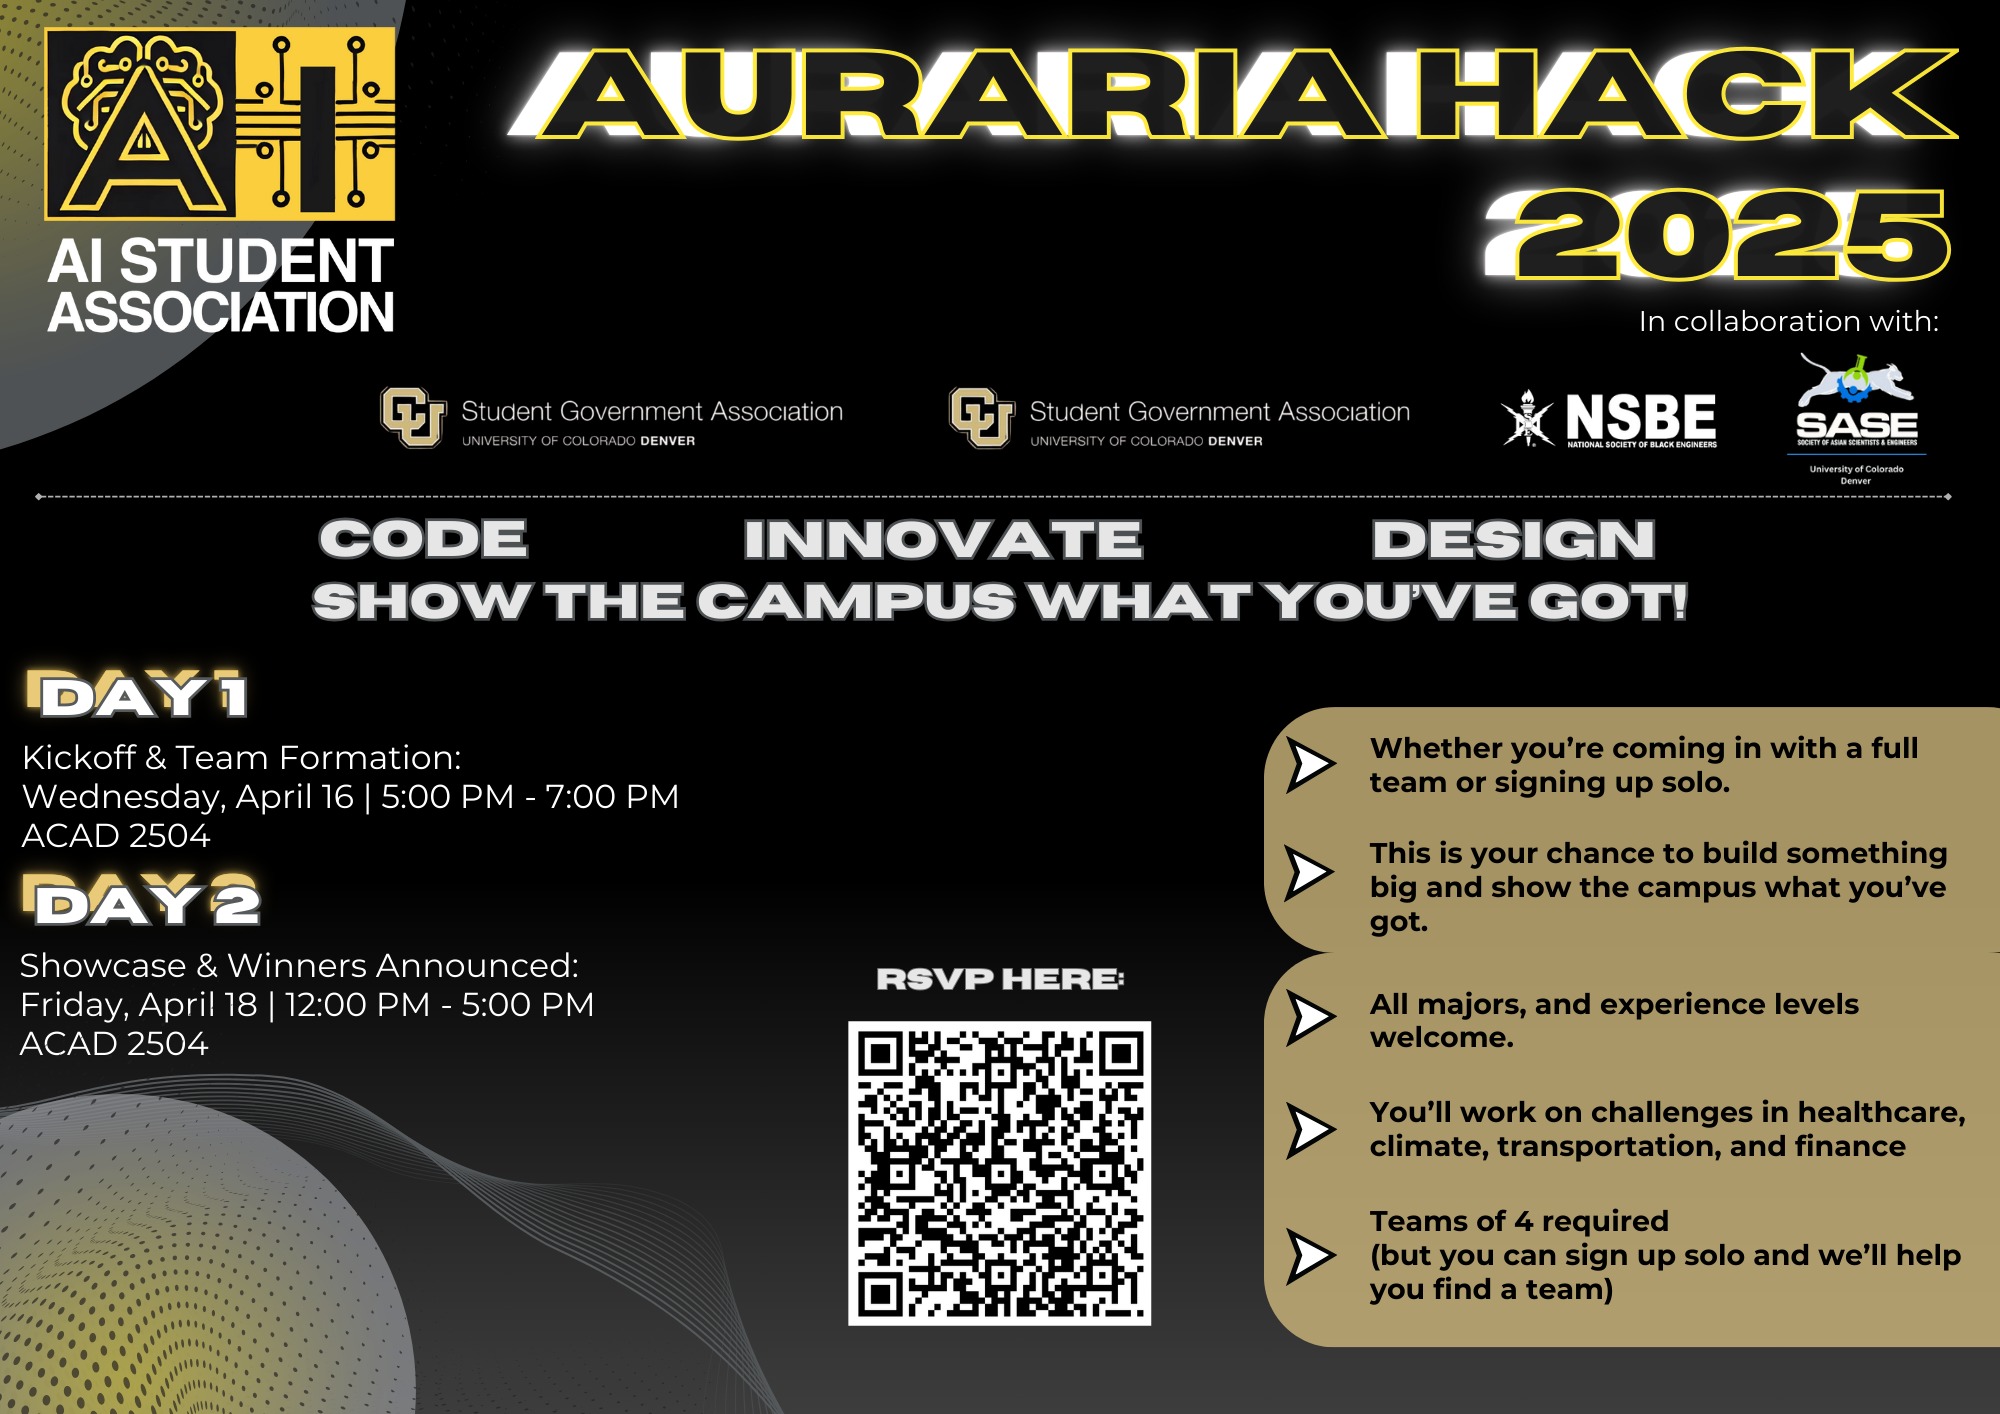 AI
AI STUDENT
ASSOCIATION
AURARIA HACK
2025
In collaboration with:
CU Student Government Association
UNIVERSITY OF COLORADO DENVER
CU Student Government Association
UNIVERSITY OF COLORADO DENVER
NSBE
NATIONAL SOCIETY OF BLACK ENGINEERS
SASE
SOCIETY OF ASIAN SCIENTISTS & ENGINEERS
University of Colorado
Denver
CODE INNOVATE DESIGN
SHOW THE CAMPUS WHAT YOU'VE GOT!
DAY 1
Kickoff & Team Formation:
Wednesday, April 16 | 5:00 PM - 7:00 PM
ACAD 2504
DAY 2
Showcase & Winners Announced:
Friday, April 18 | 12:00 PM - 5:00 PM
ACAD 2504
RSVP HERE:
Whether you're coming in with a full
team or signing up solo.
This is your chance to build something
big and show the campus what you've
got.
All majors, and experience levels
welcome.
You'll work on challenges in healthcare,
climate, transportation, and finance
Teams of 4 required
(but you can sign up solo and we'll help
you find a team)